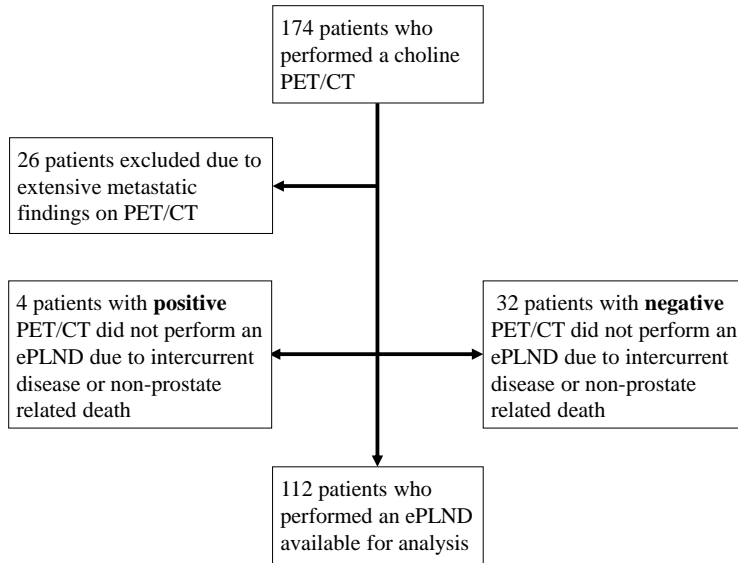 174 patients who
performed a choline
PET/CT
26 patients excluded due to
extensive metastatic
findings on PET/CT
4 patients with positive
PET/CT did not perform an
ePLND due to intercurrent
disease or non-prostate
related death
32 patients with negative
PET/CT did not perform an
ePLND due to intercurrent
disease or non-prostate
related death
112 patients who
performed an ePLND
available for analysis